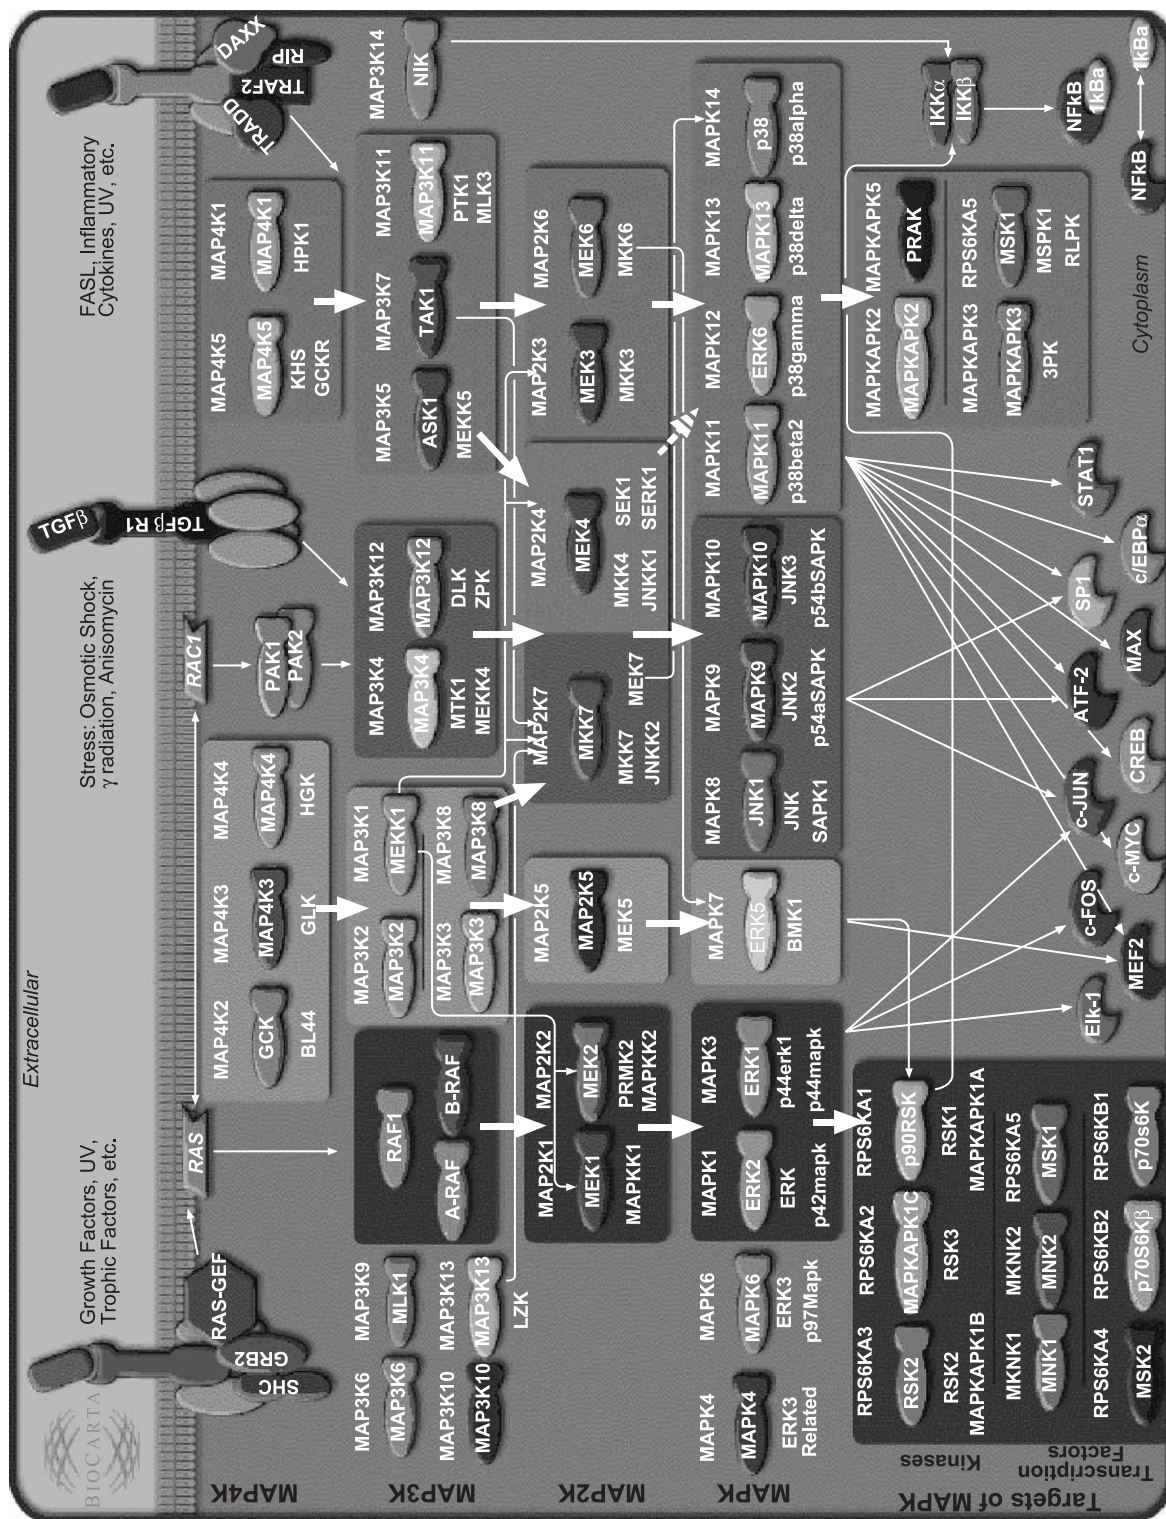 Extracellular
BIOCARTA
Growth Factors, UV,
Trophic Factors, etc.
Stress: Osmotic Shock,
γ radiation, Anisomycin
FASL, Inflammatory
Cytokines, UV, etc.
SHC
GRB2
RAS-GEF
RAS
RAC1
TGFβ
TGFβ R1
TRADD
TRAF2
RIP
DAXX
MAP4K
MAP4K2
GCK
BL44
MAP4K3
MAP4K3
GLK
MAP4K4
MAP4K4
HGK
PAK1
PAK2
MAP4K5
MAP4K5
KHS
GCKR
MAP4K1
MAP4K1
HPK1
MAP3K
MAP3K6
MAP3K6
MAP3K9
MLK1
MAP3K10
MAP3K10
MAP3K13
MAP3K13
LZK
RAF1
A-RAF
B-RAF
MAP3K2
MAP3K2
MAP3K1
MEKK1
MAP3K3
MAP3K3
MAP3K8
MAP3K8
MAP3K4
MAP3K4
MTK1
MEKK4
MAP3K12
MAP3K12
DLK
ZPK
MAP3K5
ASK1
MEKK5
MAP3K7
TAK1
MAP3K11
MAP3K11
PTK1
MLK3
MAP3K14
NIK
MAP2K
MAP2K1
MEK1
MAPKK1
MAP2K2
MEK2
PRMK2
MAPKK2
MAP2K5
MAP2K5
MEK5
MAP2K7
MKK7
MKK7
JNKK2
MEK7
MAP2K4
MEK4
MKK4
JNKK1
SEK1
SERK1
MAP2K3
MEK3
MKK3
MAP2K6
MEK6
MKK6
MAPK
MAPK4
MAPK4
ERK3
Related
MAPK6
MAPK6
ERK3
p97Mapk
MAPK1
ERK2
ERK
p42mapk
MAPK3
ERK1
p44erk1
p44mapk
MAPK7
ERK5
BMK1
MAPK8
JNK1
JNK
SAPK1
MAPK9
MAPK9
JNK2
p54aSAPK
MAPK10
MAPK10
JNK3
p54bSAPK
MAPK11
MAPK11
p38beta2
MAPK12
ERK6
p38gamma
MAPK13
MAPK13
p38delta
MAPK14
p38
p38alpha
Targets of MAPK
Kinases
Transcription
Factors
RPS6KA3
RSK2
RSK2
MAPKAPK1B
RPS6KA2
MAPKAPK1C
RSK3
RPS6KA1
p90RSK
RSK1
MAPKAPK1A
MKNK1
MNK1
MKNK2
MNK2
RPS6KA5
MSK1
RPS6KA4
MSK2
RPS6KB2
p70S6Kβ
RPS6KB1
p70s6K
MAPKAPK2
MAPKAPK2
MAPKAPK5
PRAK
MAPKAPK3
MAPKAPK3
3PK
RPS6KA5
MSK1
MSPK1
RLPK
IKKα
IKKβ
NFkB
1kBa
NFkB
1kBa
Elk-1
MEF2
c-FOS
c-MYC
c-JUN
CREB
ATF-2
MAX
SP1
c/EBPα
STAT1
Cytoplasm